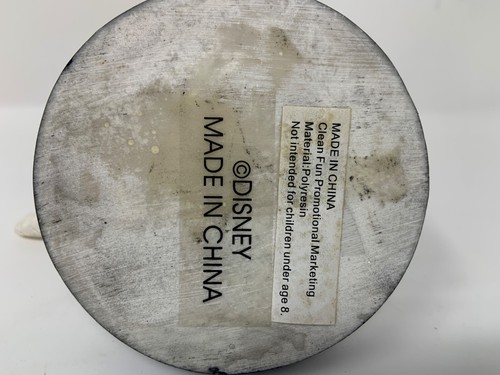 ©DISNEY
MADE IN CHINA
MADE IN CHINA
Clean Fun Promotional Marketing
Material:Polyresin
Not intended for children under age 8.